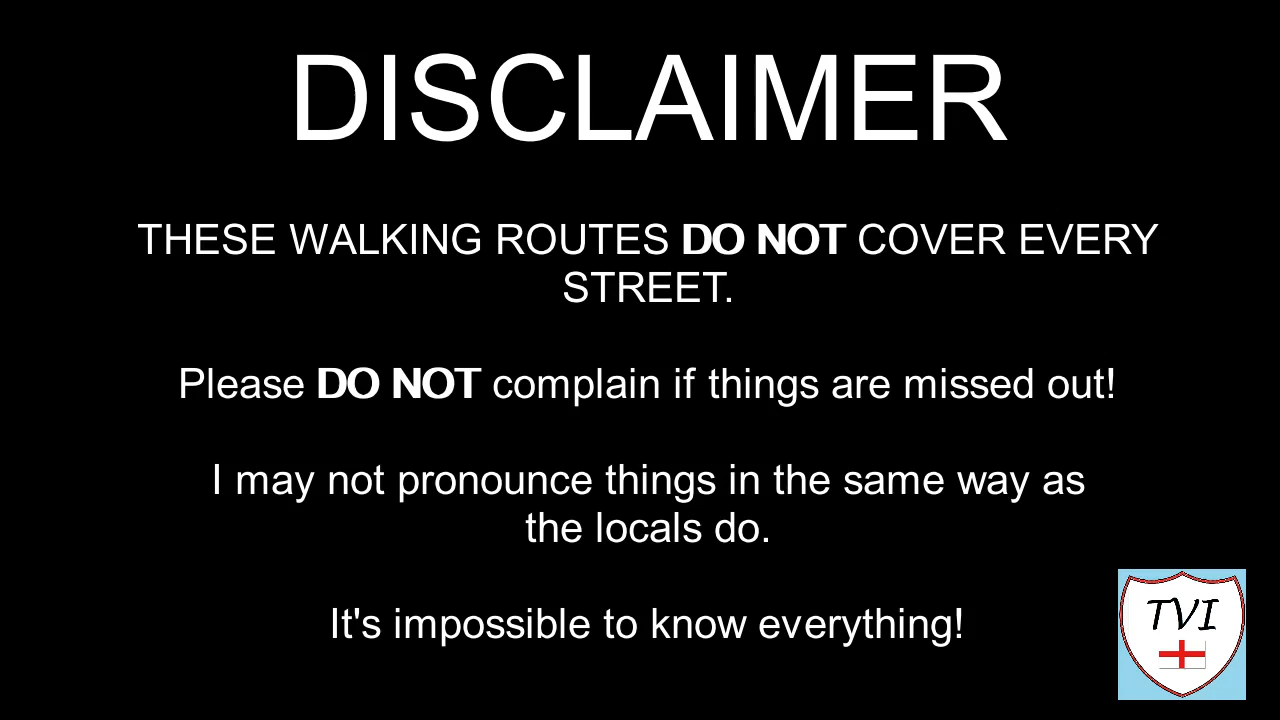 DISCLAIMER
THESE WALKING ROUTES DO NOT COVER EVERY
STREET.
Please DO NOT complain if things are missed out!
I may not pronounce things in the same way as
the locals do.
It's impossible to know everything!
TVI